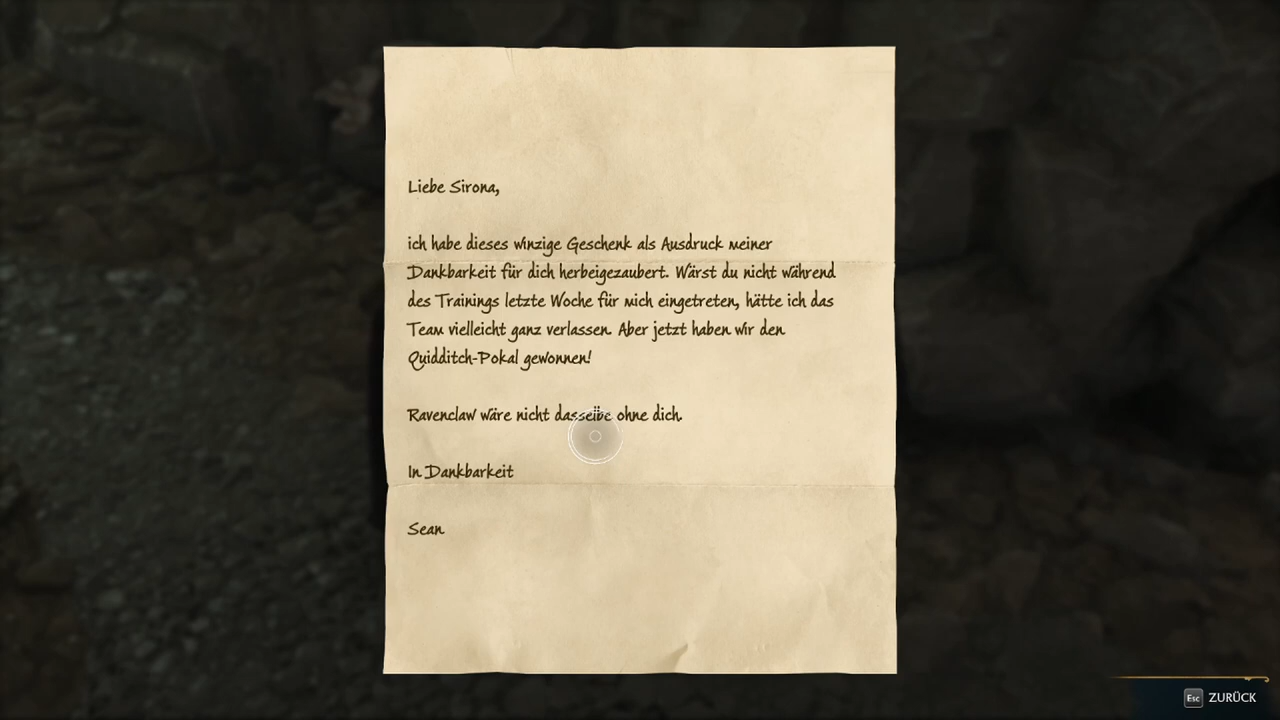 Liebe Sirona,
ich habe dieses winzige Geschenk als Ausdruck meiner
Dankbarkeit für dich herbeigezaubert. Wärst du nicht während
des Trainings letzte Woche für mich eingetreten, hätte ich das
Team vielleicht ganz verlassen. Aber jetzt haben wir den
Quidditch-Pokal gewonnen!
Ravenclaw wäre nicht dasselbe ohne dich.
In Dankbarkeit
Sean
Esc ZURÜCK